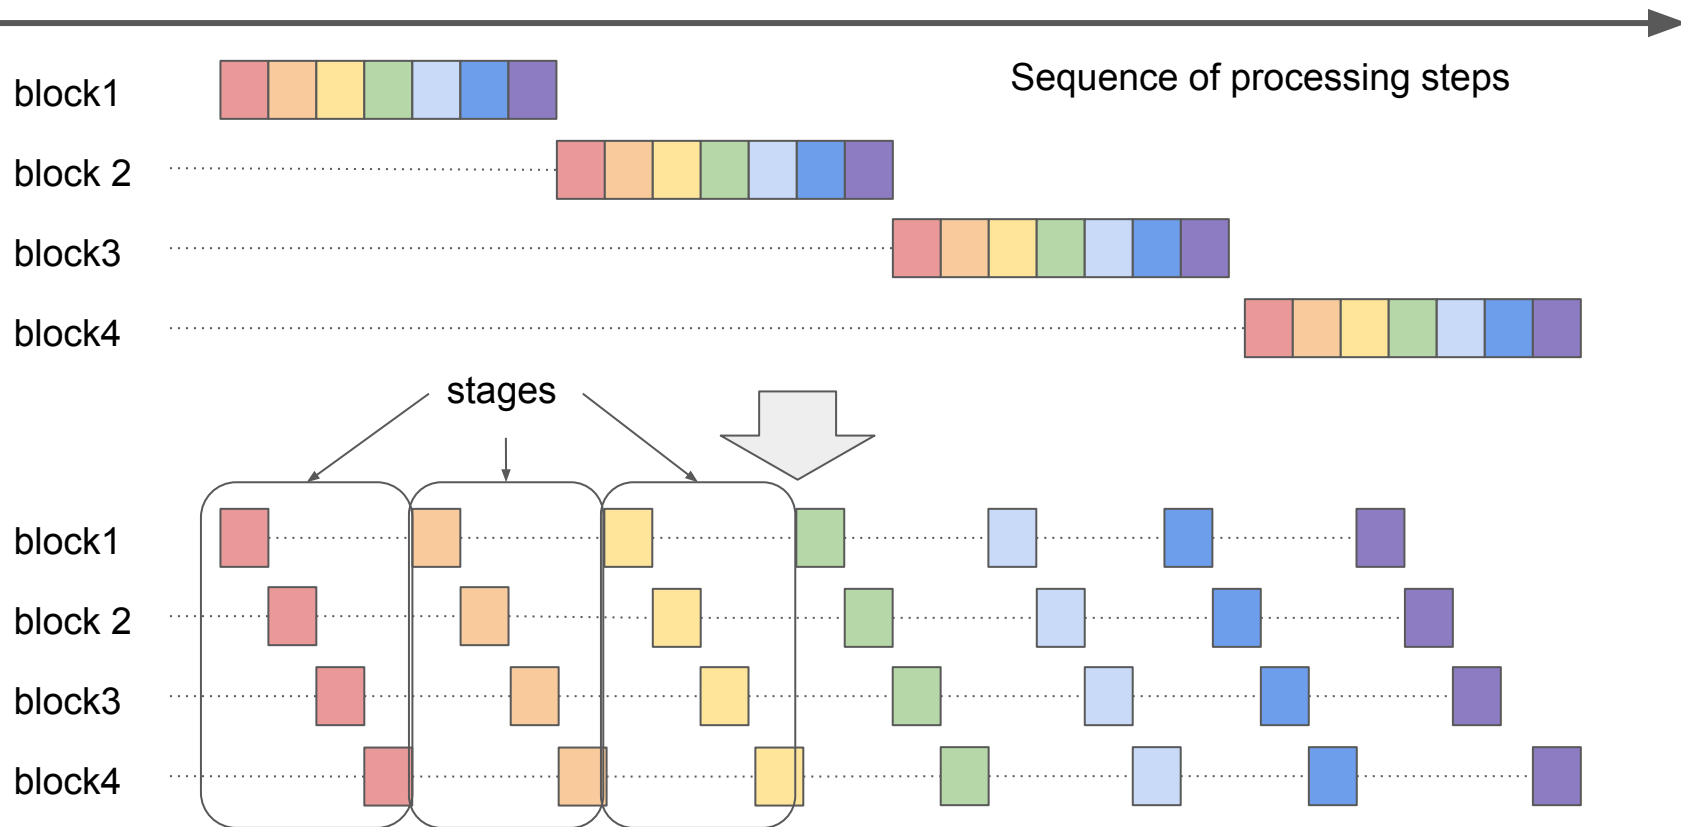 Sequence of processing steps
block1
block 2
block3
block4
stages
block1
block 2
block3
block4